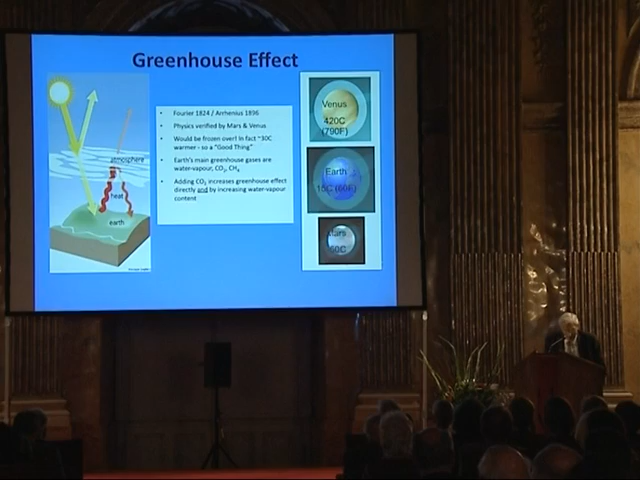 Greenhouse Effect
Fourier 1824 / Arrhenius 1896
Physics verified by Mars & Venus
Would be frozen over! In fact ~30C
warmer - so a "Good Thing"
Earth's main greenhouse gases are
water-vapour, CO2, CH4
Adding CO2 increases greenhouse effect
directly and by increasing water-vapour
content
atmosphere
heat
earth
Venus
420C
(790F)
Earth
15C (60F)
Mars
60C